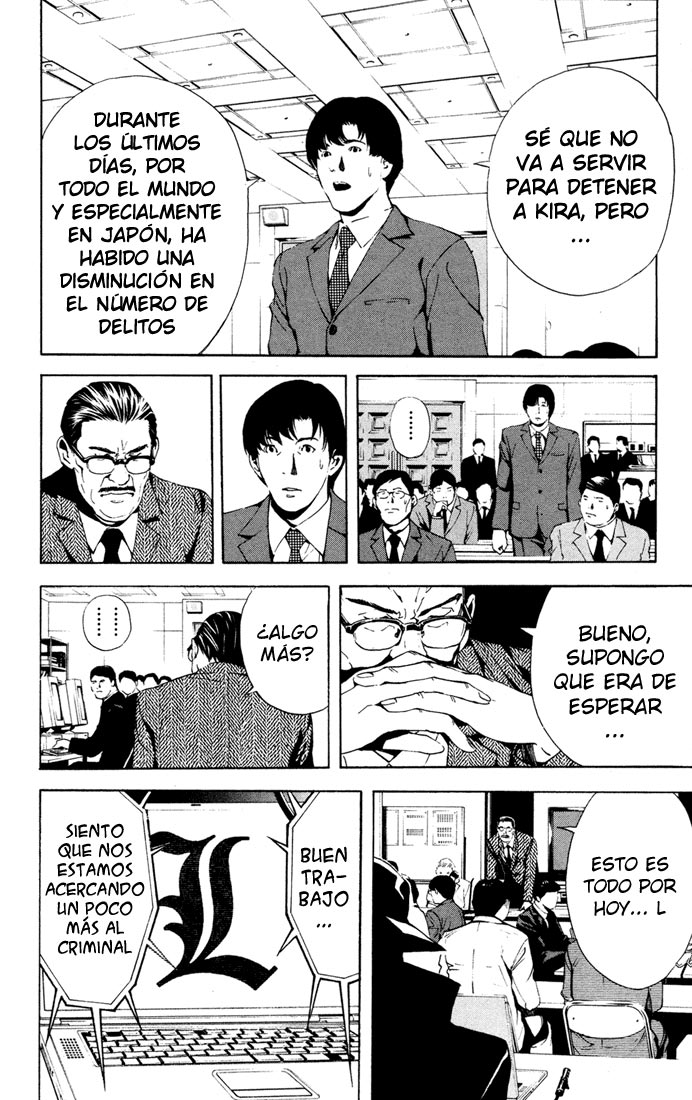 SÉ QUE NO
VA A SERVIR
PARA DETENER
A KIRA, PERO
...
DURANTE
LOS ÚLTIMOS
DÍAS, POR
TODO EL MUNDO
Y ESPECIALMENTE
EN JAPÓN, HA
HABIDO UNA
DISMINUCIÓN EN
EL NÚMERO DE
DELITOS
......
BUENO,
SUPONGO
QUE ERA DE
ESPERAR
...
¿ALGO
MÁS?
......
ESTO ES
TODO POR
HOY... L
BUEN
TRA-
BAJO
...
L
SIENTO
QUE NOS
ESTAMOS
ACERCANDO
UN POCO
MÁS AL
CRIMINAL